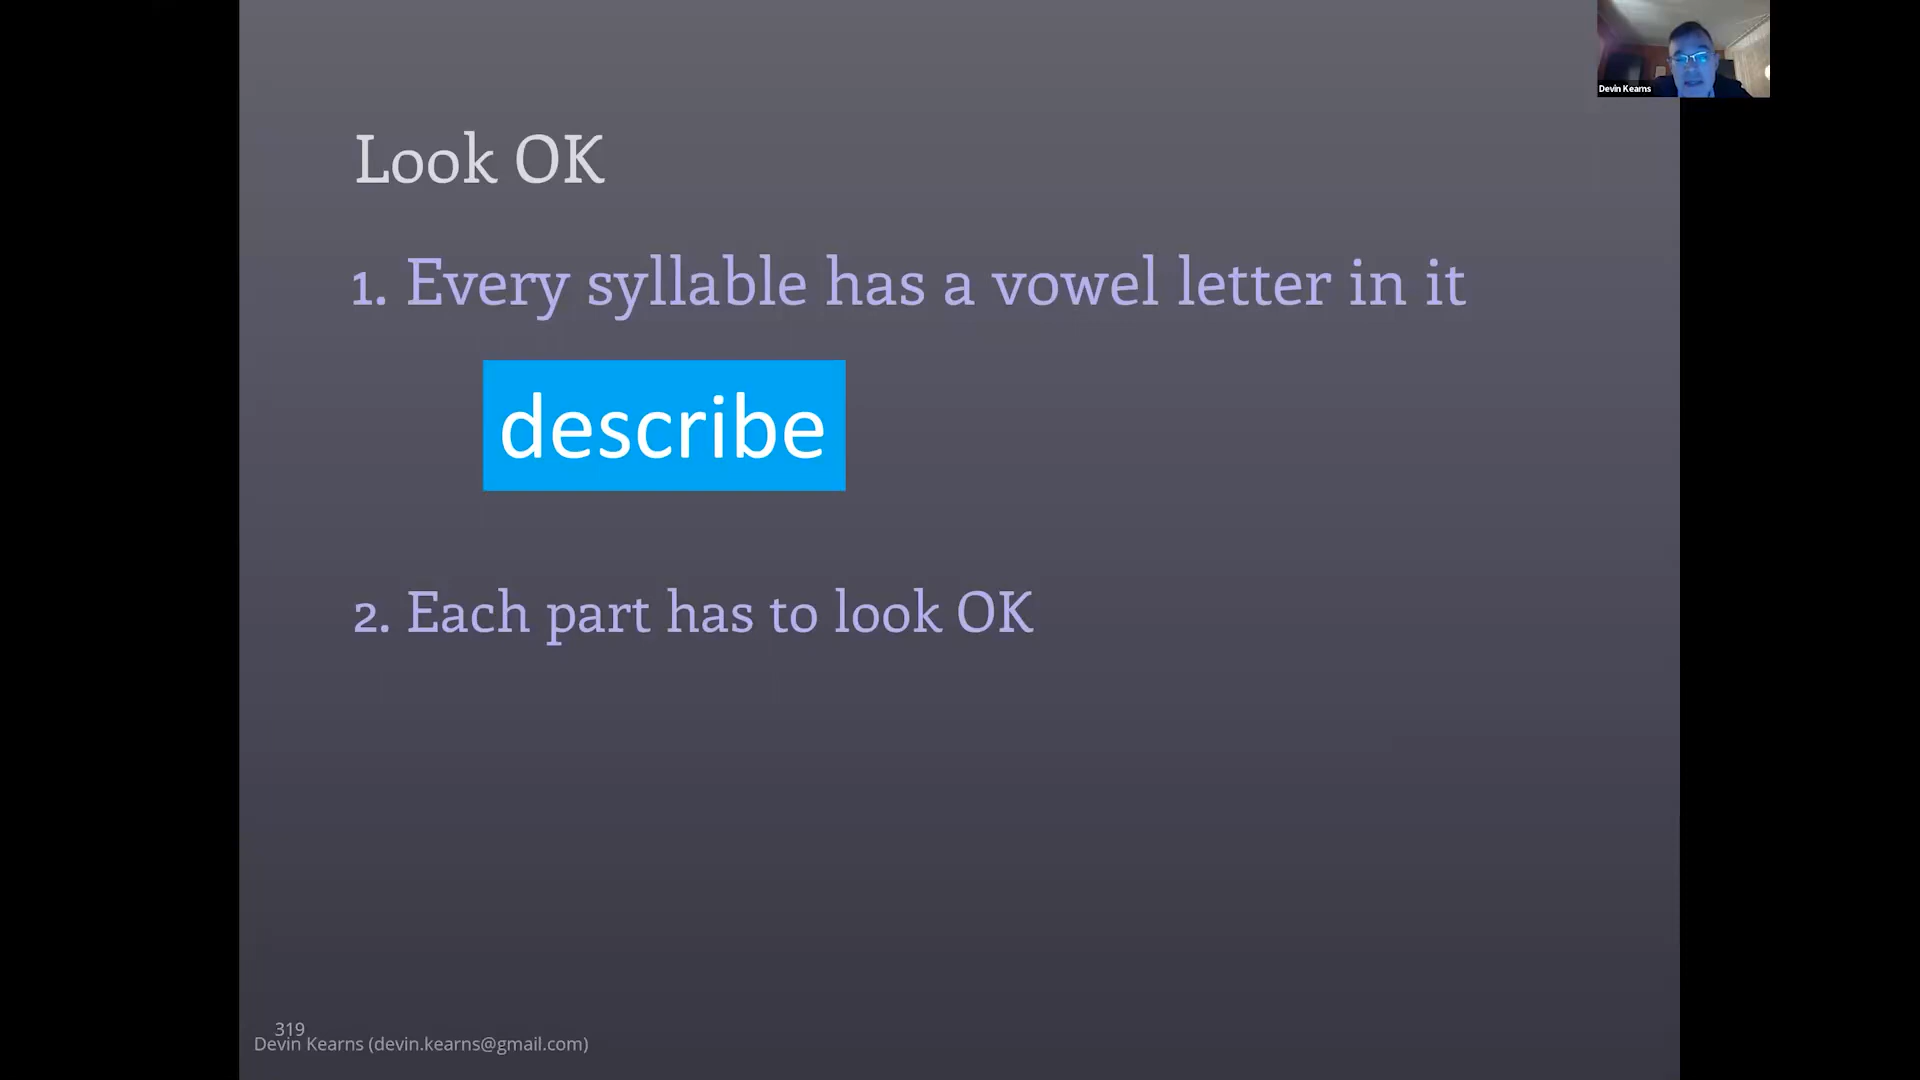 Devin Kearns
Look OK
1. Every syllable has a vowel letter in it
describe
2. Each part has to look OK
319
Devin Kearns (devin.kearns@gmail.com)